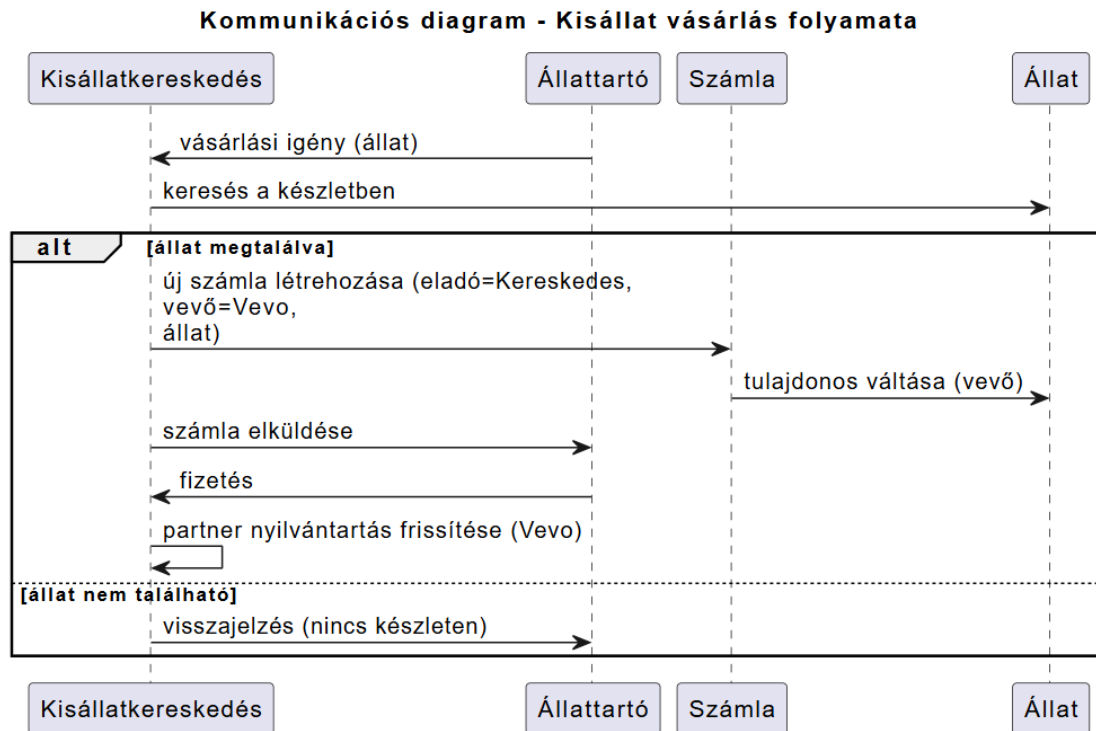 Kommunikációs diagram - Kisállat vásárlás folyamata
Kisállatkereskedés
Állattartó
Számla
Állat
vásárlási igény (állat)
keresés a készletben
alt
[állat megtalálva]
új számla létrehozása (eladó=Kereskedes,
vevő=Vevo,
állat)
tulajdonos váltása (vevő)
számla elküldése
fizetés
partner nyilvántartás frissítése (Vevo)
[állat nem található]
visszajelzés (nincs készleten)
Kisállatkereskedés
Állattartó
Számla
Állat